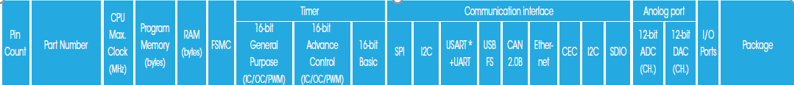 Timer
Communication interface
Anolog port
Pin
Count
Part Number
CPU
Max.
Clock
(MHz)
Program
Memory
(bytes)
RAM
(bytes)
FSMC
16-bit
General
Purpose
(IC/OC/PWM)
16-bit
Advance
Control
(IC/OC/PWM)
16-bit
Basic
SPI
I2C
USART *
+UART
USB
FS
CAN
2.0B
Ether-
net
CEC
I2C
SDIO
12-bit
ADC
(CH.)
12-bit
DAC
(CH.)
I/O
Ports
Package